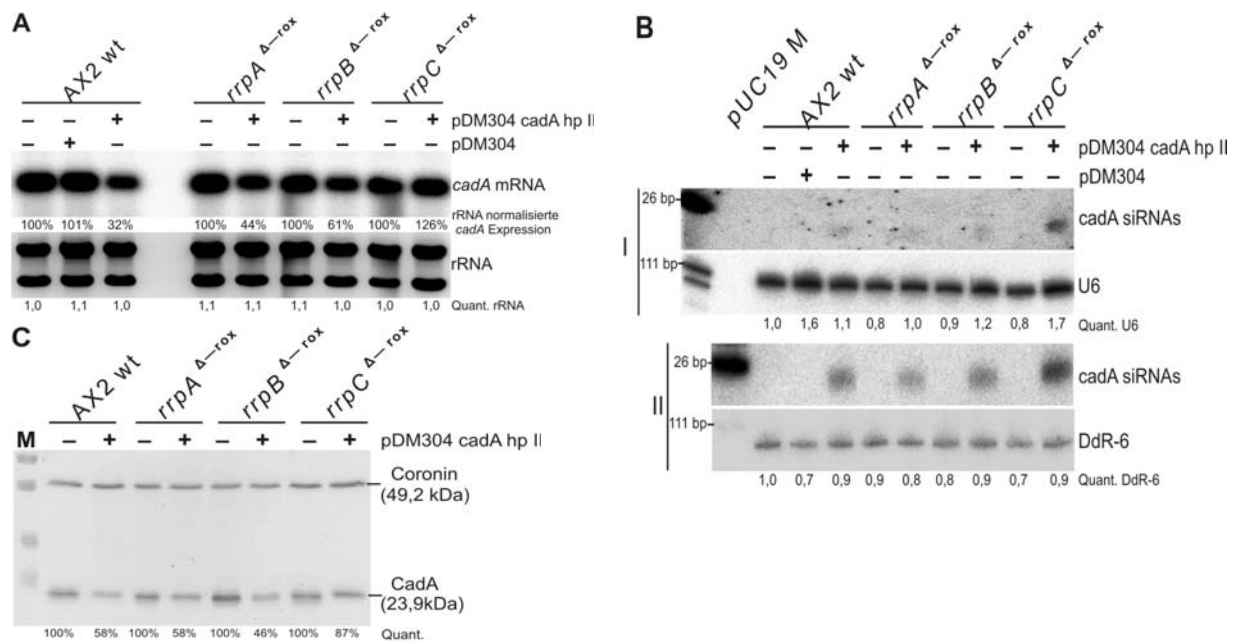 A
AX2 wt
rrpA Δ—rox
rrpB Δ—rox
rrpC Δ—rox
– – + – + – + – + pDM304 cadA hp II
– + – – – – – – – pDM304
cadA mRNA
100% 101% 32% 100% 44% 100% 61% 100% 126% rRNA normalisierte cadA Expression
rRNA
1,0 1,1 1,0 1,1 1,1 1,1 1,0 1,0 1,0 Quant. rRNA
B
pUC19 M
AX2 wt
rrpA Δ—rox
rrpB Δ—rox
rrpC Δ—rox
– – + – + – + – + pDM304 cadA hp II
– + – – – – – – – pDM304
I
26 bp
cadA siRNAs
111 bp
U6
1,0 1,6 1,1 0,8 1,0 0,9 1,2 0,8 1,7 Quant. U6
II
26 bp
cadA siRNAs
111 bp
DdR-6
1,0 0,7 0,9 0,9 0,8 0,8 0,9 0,7 0,9 Quant. DdR-6
C
AX2 wt
rrpA Δ—rox
rrpB Δ—rox
rrpC Δ—rox
M – + – + – + – + pDM304 cadA hp II
Coronin
(49,2 kDa)
CadA
(23,9kDa)
100% 58% 100% 58% 100% 46% 100% 87% Quant.